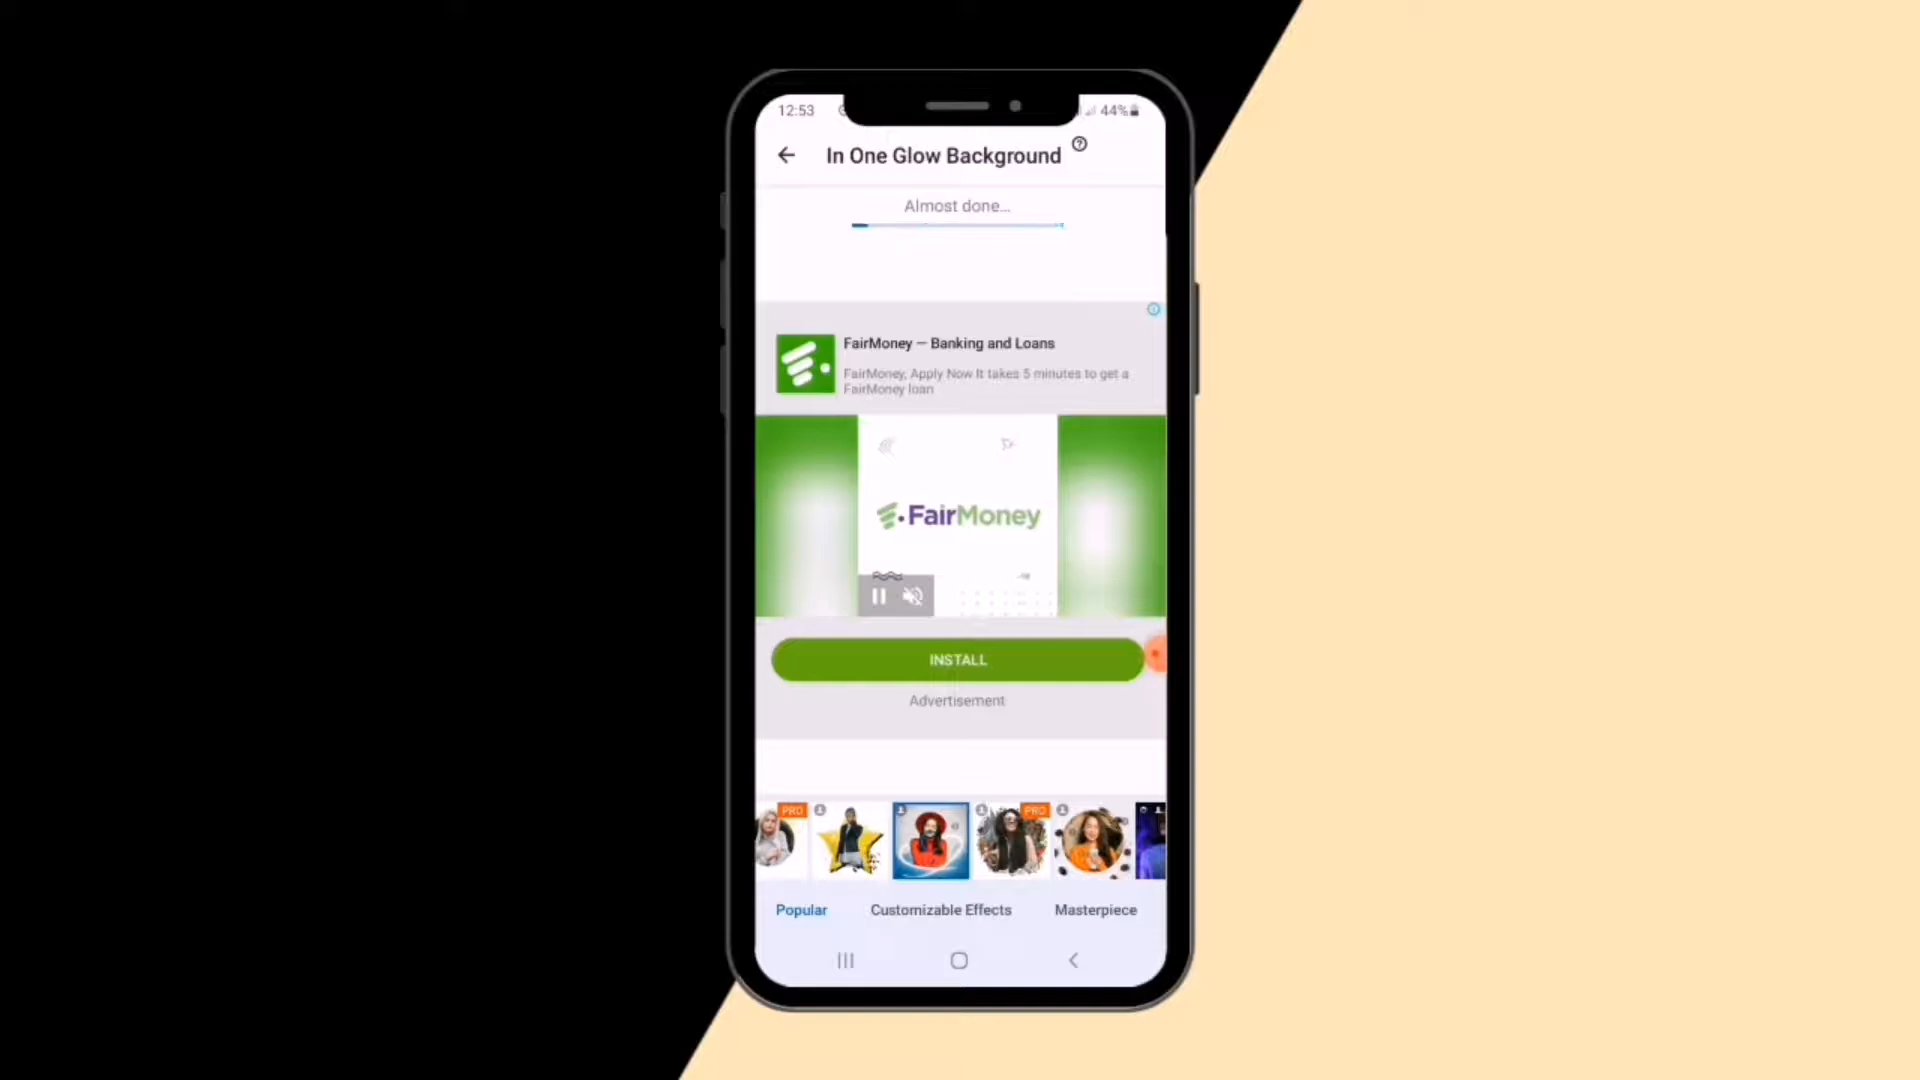 12:53
44%
In One Glow Background
Almost done...
FairMoney — Banking and Loans
FairMoney, Apply Now It takes 5 minutes to get a
FairMoney loan
FairMoney
INSTALL
Advertisement
PRO
PRO
Popular
Customizable Effects
Masterpiece